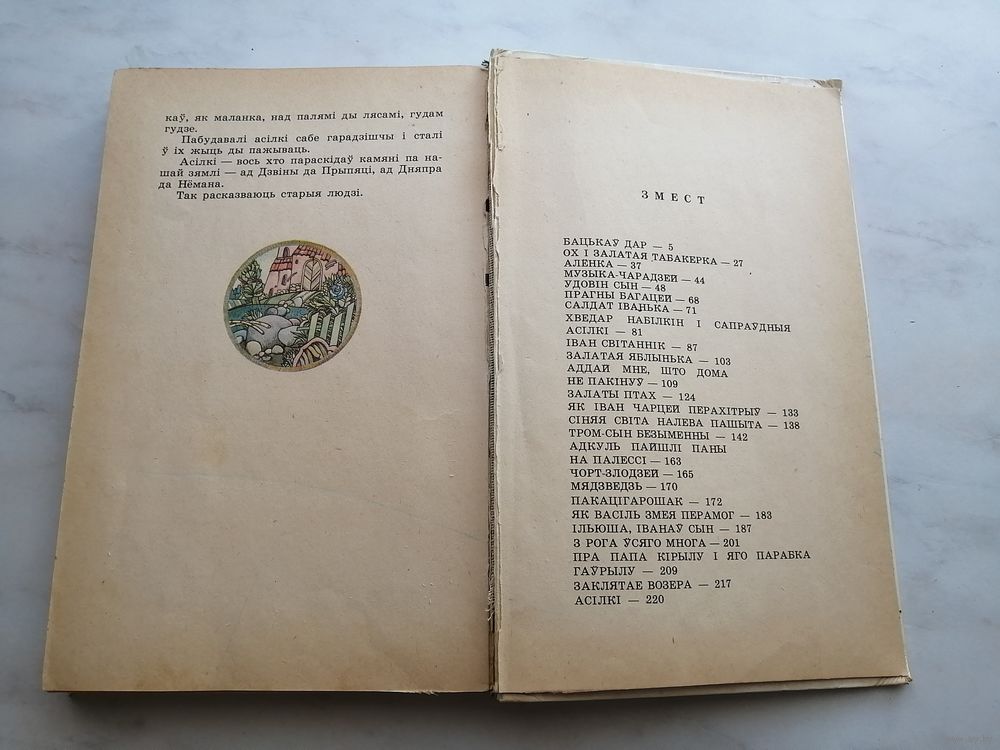 каў, як маланка, над палямі ды лясамі, гудам
гудзе.
Пабудавалі асілкі сабе гарадзішчы і сталі
ў іх жыць ды пажываць.
Асілкі — вось хто параскідаў камяні па на-
шай зямлі — ад Дзвіны да Прыпяці, ад Дняпра
да Нёмана.
Так расказваюць старыя людзі.
ЗМЕСТ
БАЦЬКАЎ ДАР — 5
ОХ І ЗАЛАТАЯ ТАБАКЕРКА — 27
АЛЁНКА — 37
МУЗЫКА-ЧАРАДЗЕЙ — 44
УДОВІН СЫН — 48
ПРАГНЫ БАГАЦЕЙ — 68
САЛДАТ ІВАНЬКА — 71
ХВЕДАР НАБІЛКІН І САПРАЎДНЫЯ
АСІЛКІ — 81
ІВАН СВІТАННІК — 87
ЗАЛАТАЯ ЯБЛЫНЬКА — 103
АДДАЙ МНЕ, ШТО ДОМА
НЕ ПАКІНУЎ — 109
ЗАЛАТЫ ПТАХ — 124
ЯК ІВАН ЧАРЦЕЙ ПЕРАХІТРЫЎ — 133
СІНЯЯ СВІТА НАЛЕВА ПАШЫТА — 138
ТРОМ-СЫН БЕЗЫМЕННЫ — 142
АДКУЛЬ ПАЙШЛІ ПАНЫ
НА ПАЛЕССІ — 163
ЧОРТ-ЗЛОДЗЕЙ — 165
МЯДЗВЕДЗЬ — 170
ПАКАЦІГАРОШАК — 172
ЯК ВАСІЛЬ ЗМЕЯ ПЕРАМОГ — 183
ІЛЬЮША, ІВАНАЎ СЫН — 187
З РОГА ЎСЯГО МНОГА — 201
ПРА ПАПА КІРЫЛУ І ЯГО ПАРАБКА
ГАЎРЫЛУ — 209
ЗАКЛЯТАЕ ВОЗЕРА — 217
АСІЛКІ — 220